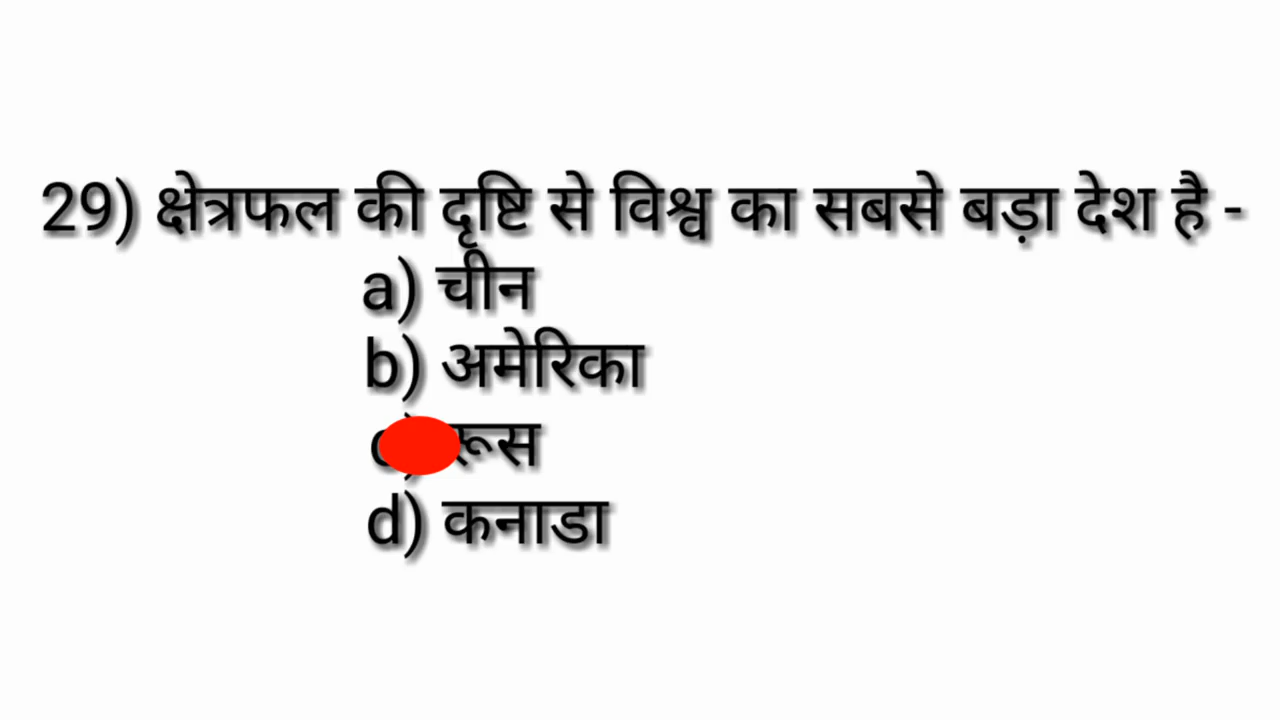 29) क्षेत्रफल की दृष्टि से विश्व का सबसे बड़ा देश है -
a) चीन
b) अमेरिका
c) रूस
d) कनाडा